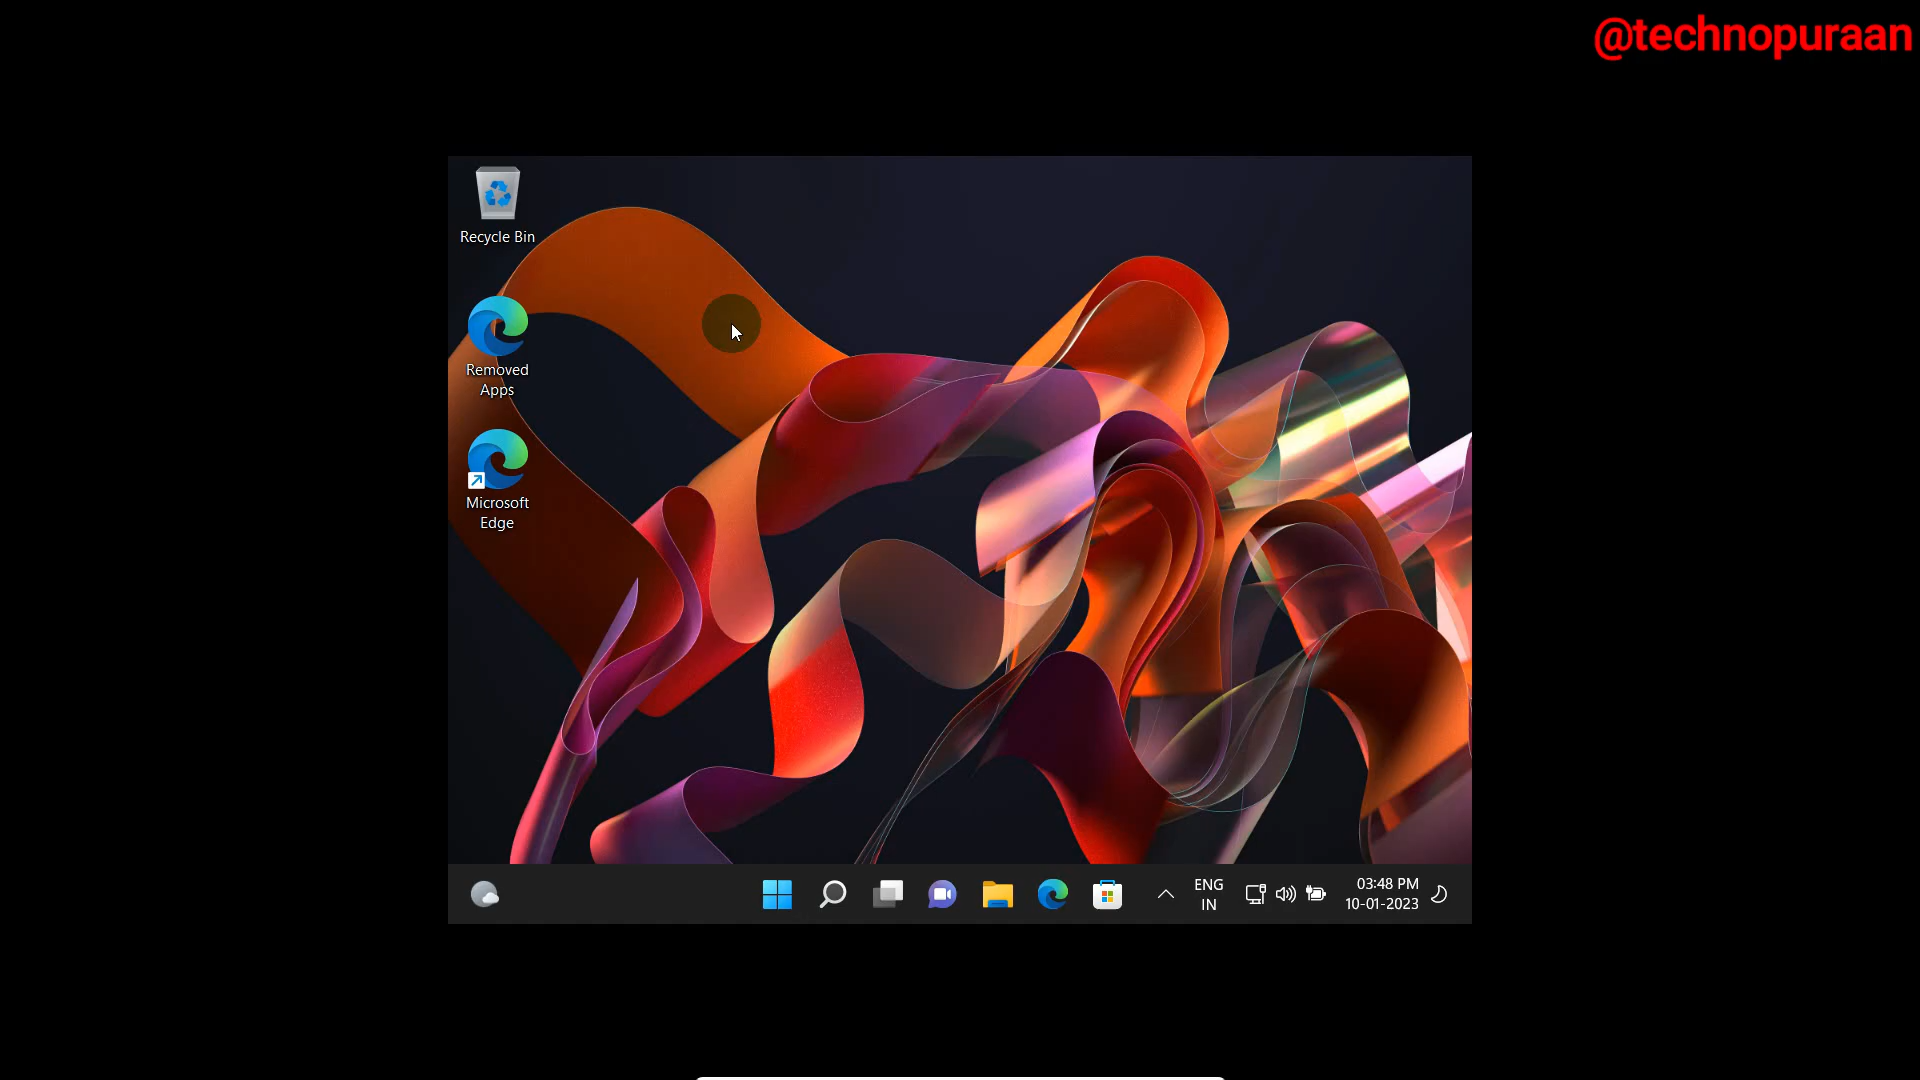 @technopuraan
Recycle Bin
Removed
Apps
Microsoft
Edge
ENG
IN
03:48 PM
10-01-2023